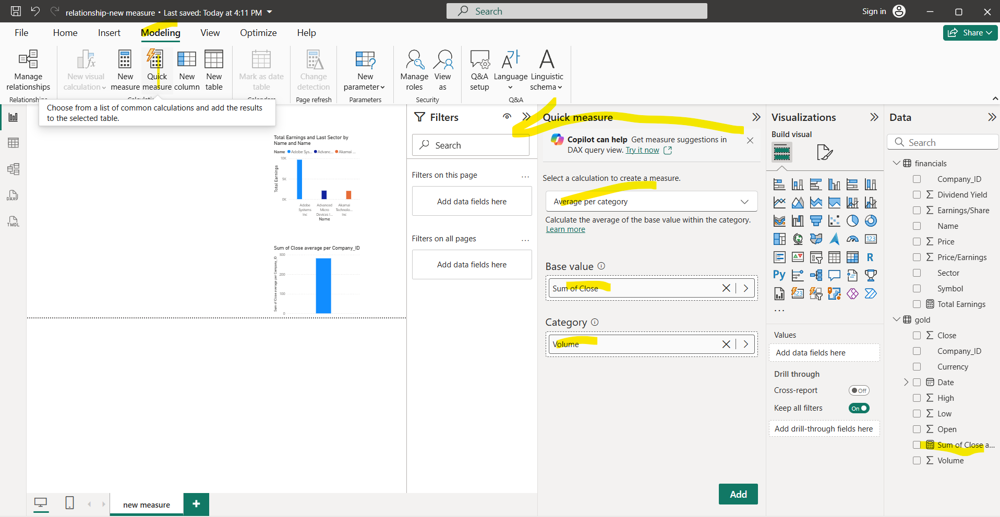 relationship-new measure • Last saved: Today at 4:11 PM
Search
Sign in
File Home Insert Modeling View Optimize Help
Share
Manage relationships
New visual calculation
New measure
Quick measure
New column
New table
Mark as date table
Change detection
New parameter
Manage roles
View as
Q&A setup
Language
Linguistic schema
Page refresh
Parameters
Security
Q&A
Choose from a list of common calculations and add the results
to the selected table.
Total Earnings and Last Sector by
Name and Name
Name Adobe Sys... Advanc... Akamai ...
Total Earnings
10K
5K
0K
Adobe Systems Inc
Advanced Micro Devices I...
Akamai Technolo... Inc
Name
Sum of Close average per Company_ID
Sum of Close average per Company_ID
300
200
100
0
new measure
Filters
Search
Filters on this page
...
Add data fields here
Filters on all pages
...
Add data fields here
Quick measure
Copilot can help Get measure suggestions in
DAX query view. Try it now
Select a calculation to create a measure.
Average per category
Calculate the average of the base value within the category.
Learn more
Base value
Sum of Close
Category
Volume
Add
Visualizations
Build visual
123
R
Py
123
...
Values
Add data fields here
Drill through
Cross-report Off
Keep all filters On
Add drill-through fields here
Data
Search
financials
Company_ID
Dividend Yield
Earnings/Share
Name
Price
Price/Earnings
Sector
Symbol
Total Earnings
gold
Close
Company_ID
Currency
Date
High
Low
Open
Sum of Close a...
Volume
DAX
TMDL